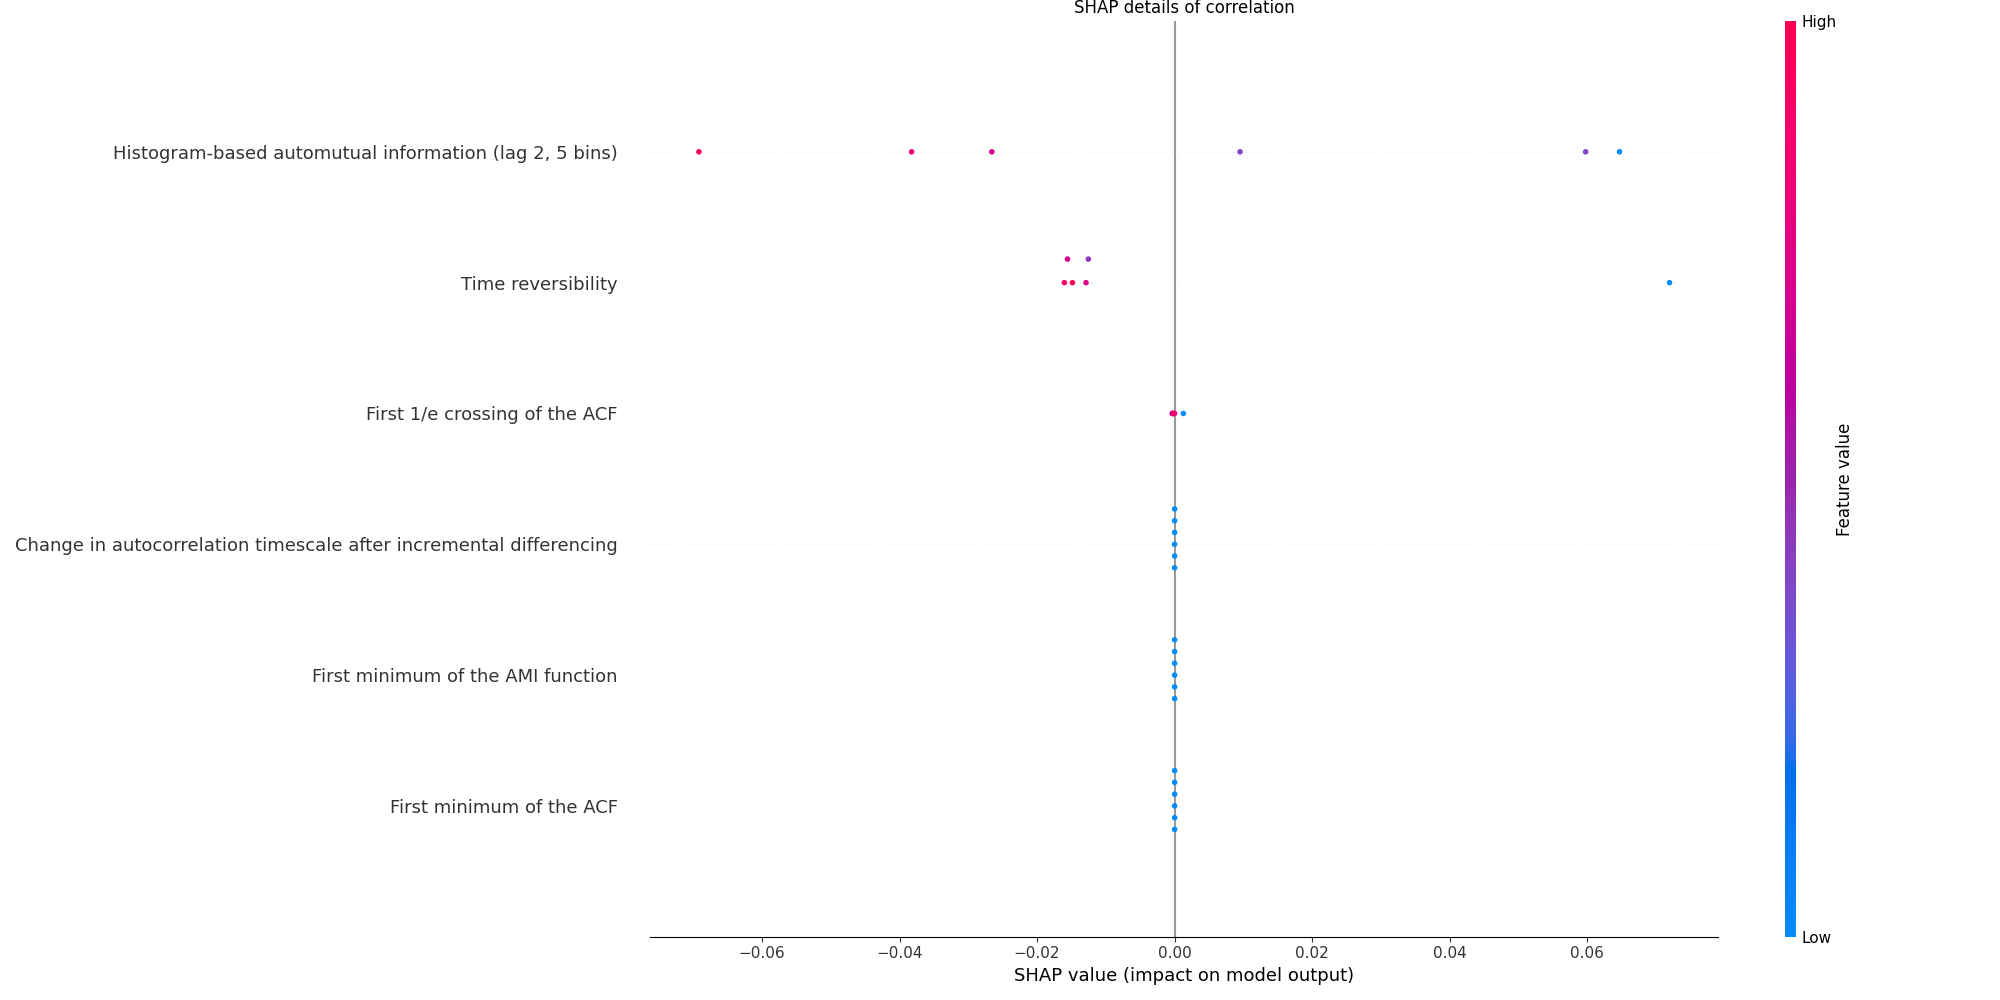 SHAP details of correlation
High
Histogram-based automutual information (lag 2, 5 bins)
Time reversibility
First 1/e crossing of the ACF
Change in autocorrelation timescale after incremental differencing
First minimum of the AMI function
First minimum of the ACF
Feature value
Low
−0.06 −0.04 −0.02 0.00 0.02 0.04 0.06
SHAP value (impact on model output)